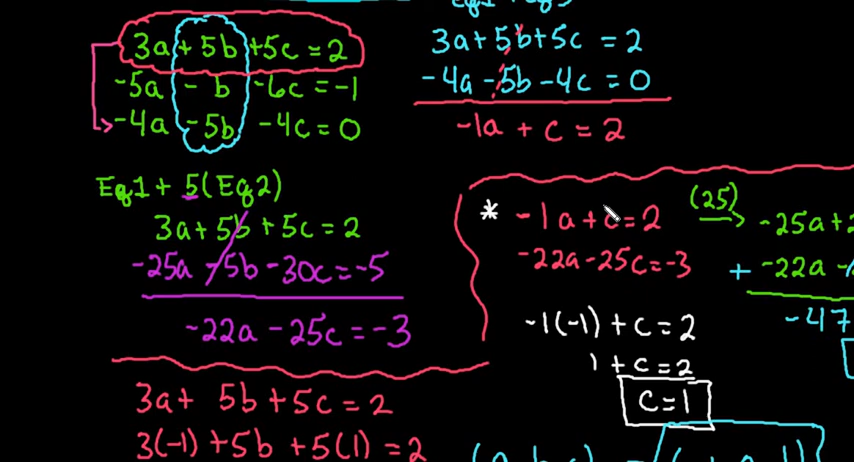 3a + 5b + 5c = 2
-5a - b - 6c = -1
-4a - 5b - 4c = 0
Eq1 + 5(Eq2)
3a + 5b + 5c = 2
-25a - 5b - 30c = -5
-22a - 25c = -3
3a + 5b + 5c = 2
3(-1) + 5b + 5(1) = 2
3a + 5b + 5c = 2
-4a - 5b - 4c = 0
-1a + c = 2
* -1a + c = 2
-22a - 25c = -3
(25)
-25a + 2
+ -22a -
-47
-1(-1) + c = 2
1 + c = 2
c = 1